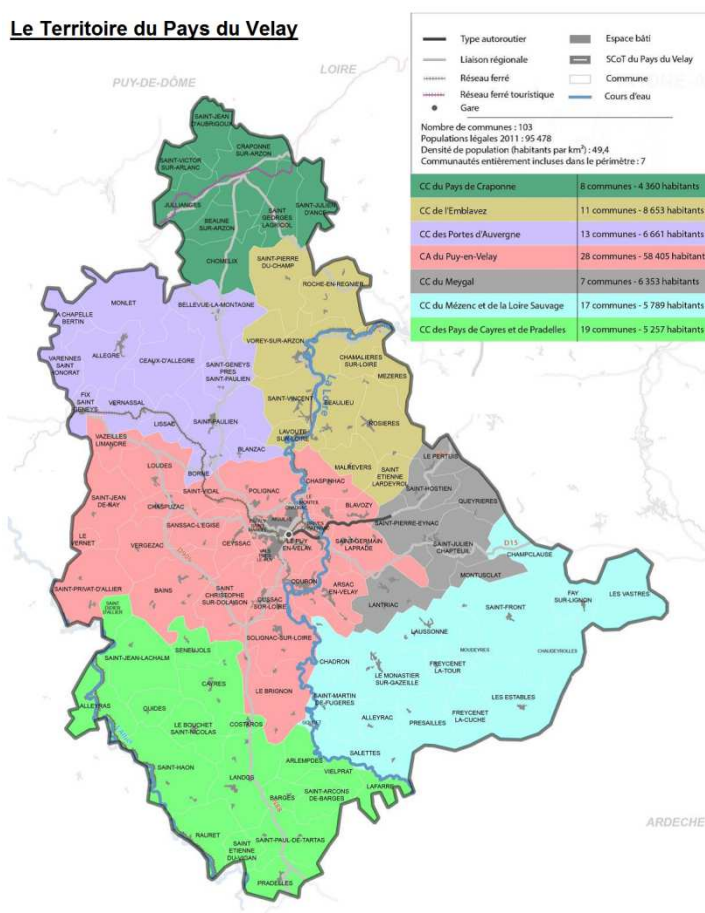 Le Territoire du Pays du Velay
Type autoroutier
Espace bâti
Liaison régionale
SCoT du Pays du Velay
Réseau ferré
Commune
Réseau ferré touristique
Cours d'eau
Gare
Nombre de communes : 103
Populations légales 2011 : 95 478
Densité de population (habitants par km²) : 49,4
Communautés entièrement incluses dans le périmètre : 7
CC du Pays de Craponne 8 communes - 4 360 habitants
CC de l'Emblavez 11 communes - 8 653 habitants
CC des Portes d'Auvergne 13 communes - 6 661 habitants
CA du Puy-en-Velay 28 communes - 58 405 habitant
CC du Meygal 7 communes - 6 353 habitants
CC du Mézenc et de la Loire Sauvage 17 communes - 5 789 habitants
CC des Pays de Cayres et de Pradelles 19 communes - 5 257 habitants
LOIRE
PUY-DE-DÔME
SAINT-JEAN
D'AUBRIGOUX
CRAPONNE
SUR-ARZON
SAINT-VICTOR
SUR-ARLANC
JULLIANGES
SAINT-JULIEN
D'ANCE
BEAUNE
SUR-ARZON
SAINT
GEORGES
LAGRICOL
CHOMELIX
SAINT-PIERRE
DU-CHAMP
ROCHE-EN-REGNIER
BELLEVUE-LA-MONTAGNE
MONLET
LA CHAPELLE
BERTIN
VOREY-SUR-ARZON
CHAMALIERES
SUR-LOIRE
ALLEGRE
CEAUX-D'ALLEGRE
VARENNES
SAINT
HONORAT
SAINT-GENEYS
PRES
SAINT-PAULIEN
MEZERES
La Loire
SAINT-VINCENT
BEAULIEU
FIX
SAINT
GENEYS
VERNASSAL
LISSAC
SAINT-PAULIEN
ROSIERES
LAVOUTE
SUR-LOIRE
VAZEILLES
LIMANDRE
BLANZAC
LOUDES
BORNE
MALREVERS
SAINT
ETIENNE
LARDEYROL
LE PERTUIS
SAINT-HOSTIEN
QUEYRIERES
SAINT-VIDAL
POLIGNAC
CHASPINHAC
SAINT-JEAN
DE-NAY
CHASPUZAC
LE
MONTEIL
BLAVOZY
SANSSAC-L'EGISE
SAINT-PIERRE-EYNAC
LE
VERNET
VERGEZAC
CEYSSAC
LE PUY
EN-VELAY
SAINT-GERMAIN
LAPRADE
SAINT-JULIEN
CHAPTEUIL
D15
CHAMPCLAUSE
MONTUSCLAT
SAINT-PRIVAT-D'ALLIER
BAINS
SAINT
CHRISTOPHE
SUR-DOLAISON
COUBON
ARSAC
EN-VELAY
CUSSAC
SUR-LOIRE
LANTRIAC
SAINT-FRONT
FAY
SUR-LIGNON
LES VASTRES
SAINT
DIDIER
D'ALLIER
SOLIGNAC-SUR-LOIRE
LAUSSONNE
MOUDEYRES
CHAUDEYROLLES
SENEUJOLS
SAINT-JEAN-LACHALM
CHADRON
FREYCENET
LA-TOUR
LE MONASTIER
SUR-GAZEILLE
CAYRES
LE BRIGNON
SAINT-MARTIN
DE-FUGERES
LES ESTABLES
ALLEYRAS
OUIDES
FREYCENET
LA-CUCHE
ALLEYRAC
PRESAILLES
LE BOUCHET
SAINT-NICOLAS
COSTAROS
GOUDET
SALETTES
SAINT-HAON
ARLEMPDES
VIELPRAT
LANDOS
LAFARRE
BARGES
SAINT-ARCONS
DE-BARGES
RAURET
SAINT
ETIENNE
DU-VIGAN
SAINT-PAUL-DE-TARTAS
PRADELLES
ARDECHE